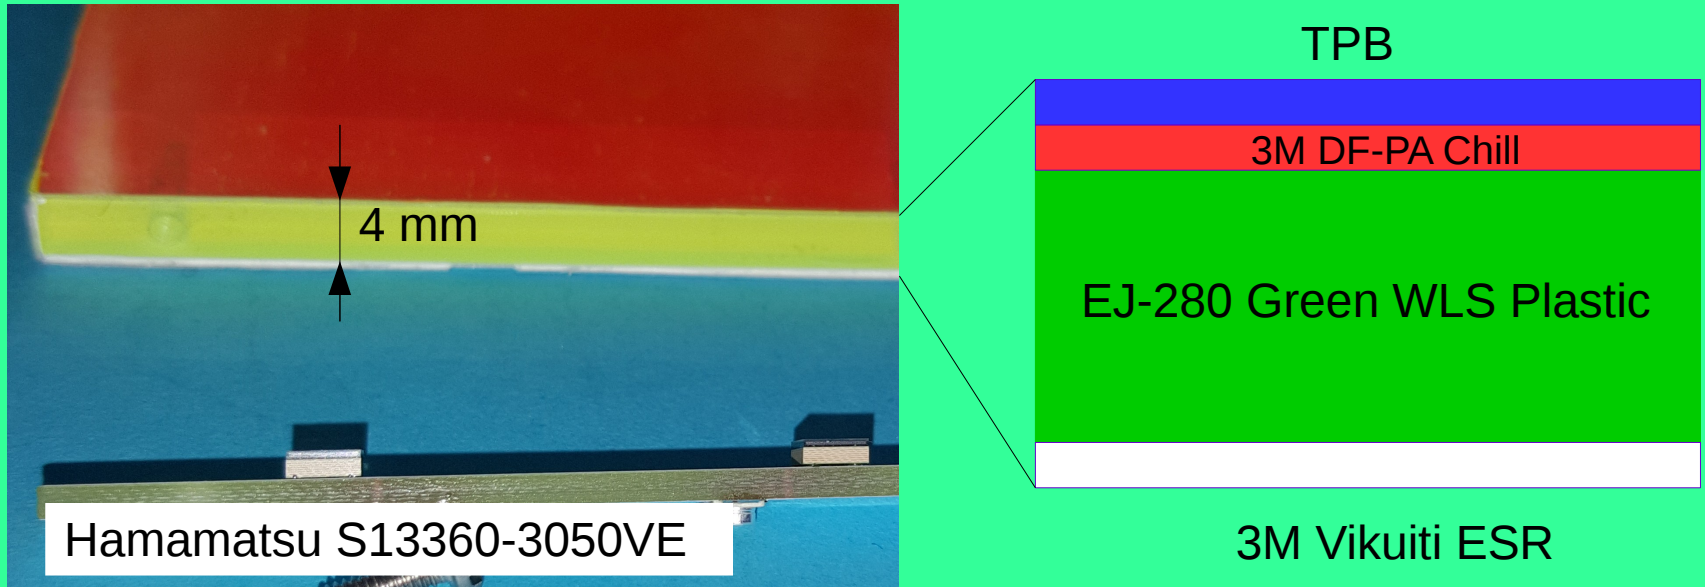 4 mm
Hamamatsu S13360-3050VE
TPB
3M DF-PA Chill
EJ-280 Green WLS Plastic
3M Vikuiti ESR